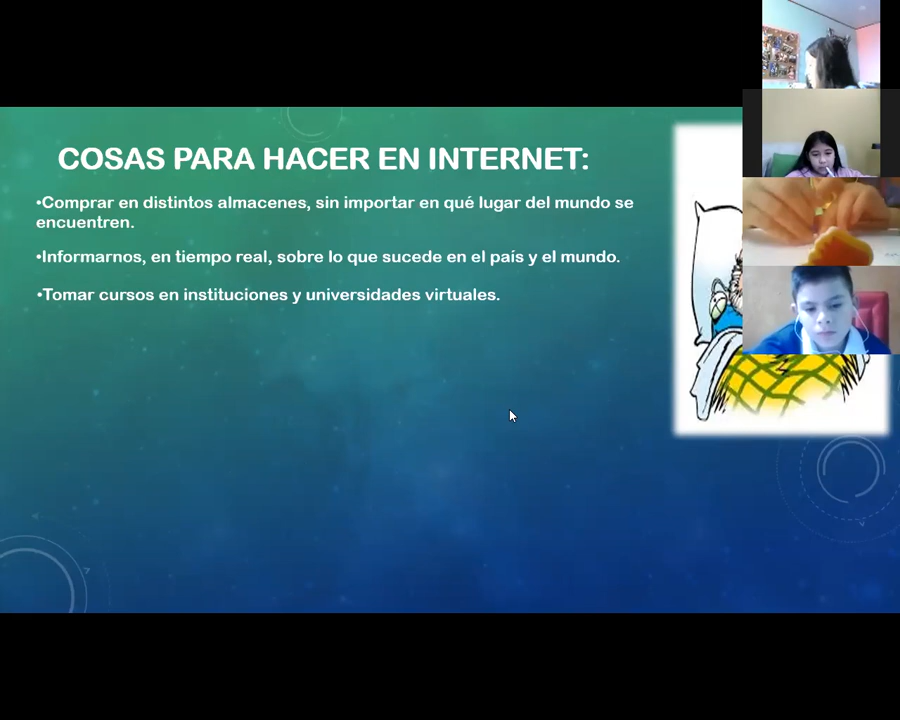 COSAS PARA HACER EN INTERNET:
•Comprar en distintos almacenes, sin importar en qué lugar del mundo se
encuentren.
•Informarnos, en tiempo real, sobre lo que sucede en el país y el mundo.
•Tomar cursos en instituciones y universidades virtuales.